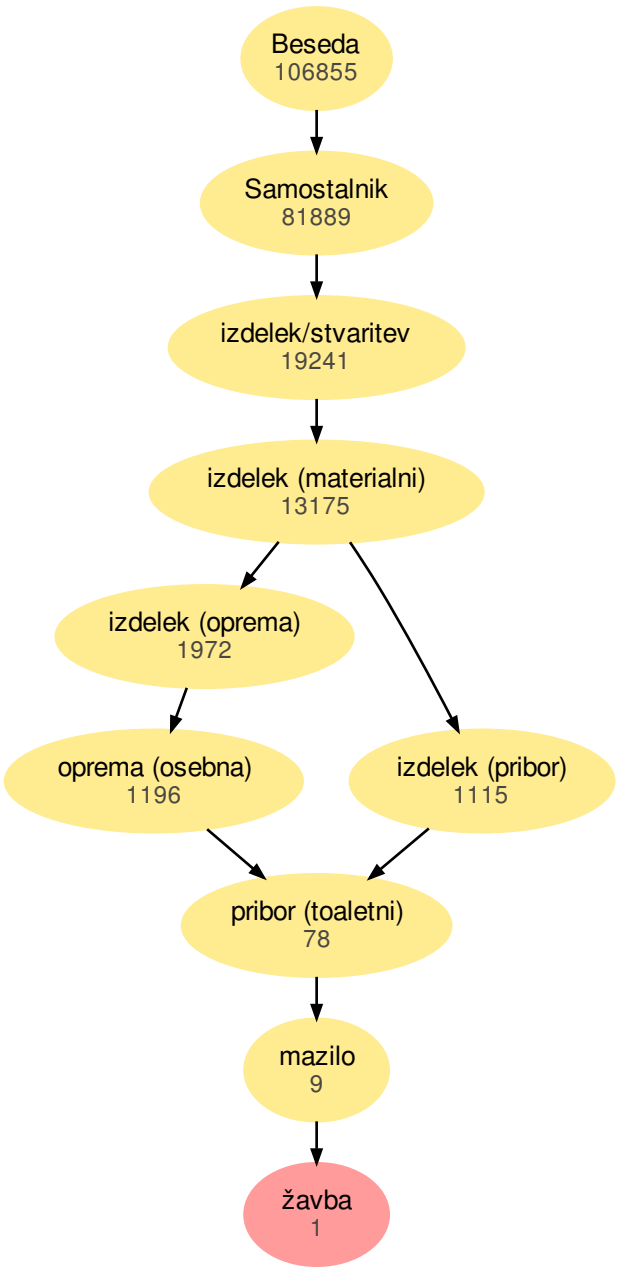 Beseda
106855
Samostalnik
81889
izdelek/stvaritev
19241
izdelek (materialni)
13175
izdelek (oprema)
1972
oprema (osebna)
1196
izdelek (pribor)
1115
pribor (toaletni)
78
mazilo
9
žavba
1